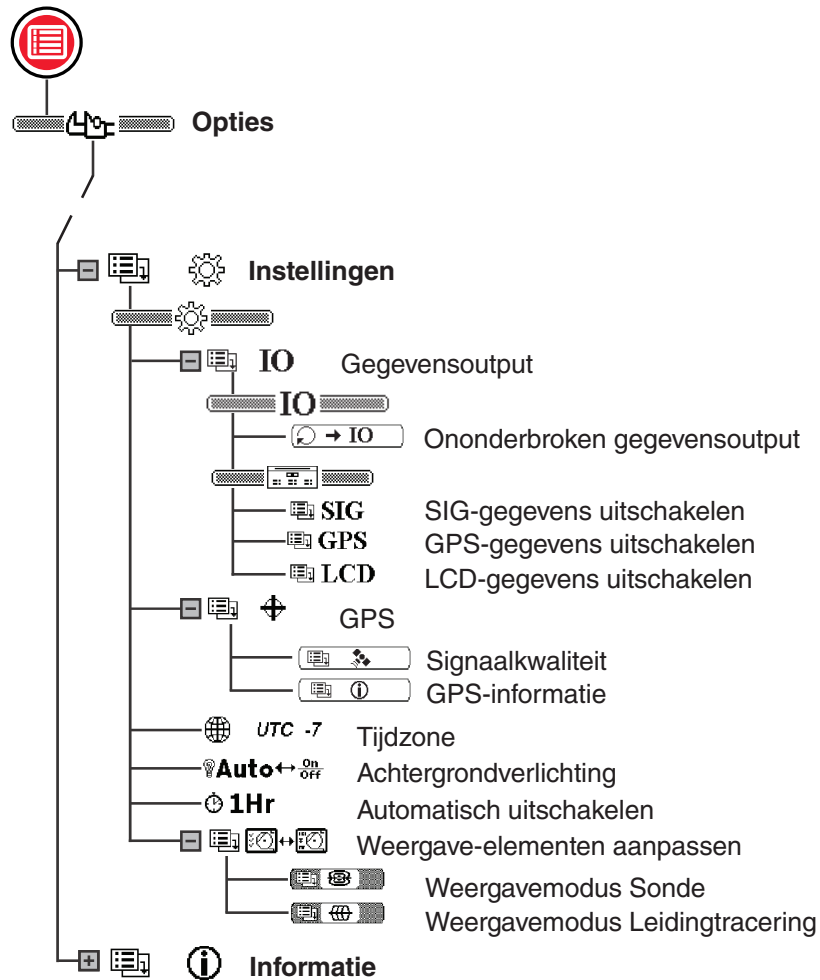 Opties
Instellingen
IO Gegevensoutput
IO
→ IO Ononderbroken gegevensoutput
SIG SIG-gegevens uitschakelen
GPS GPS-gegevens uitschakelen
LCD LCD-gegevens uitschakelen
GPS
Signaalkwaliteit
GPS-informatie
UTC -7 Tijdzone
Auto↔On/Off Achtergrondverlichting
1Hr Automatisch uitschakelen
Weergave-elementen aanpassen
Weergavemodus Sonde
Weergavemodus Leidingtracering
Informatie